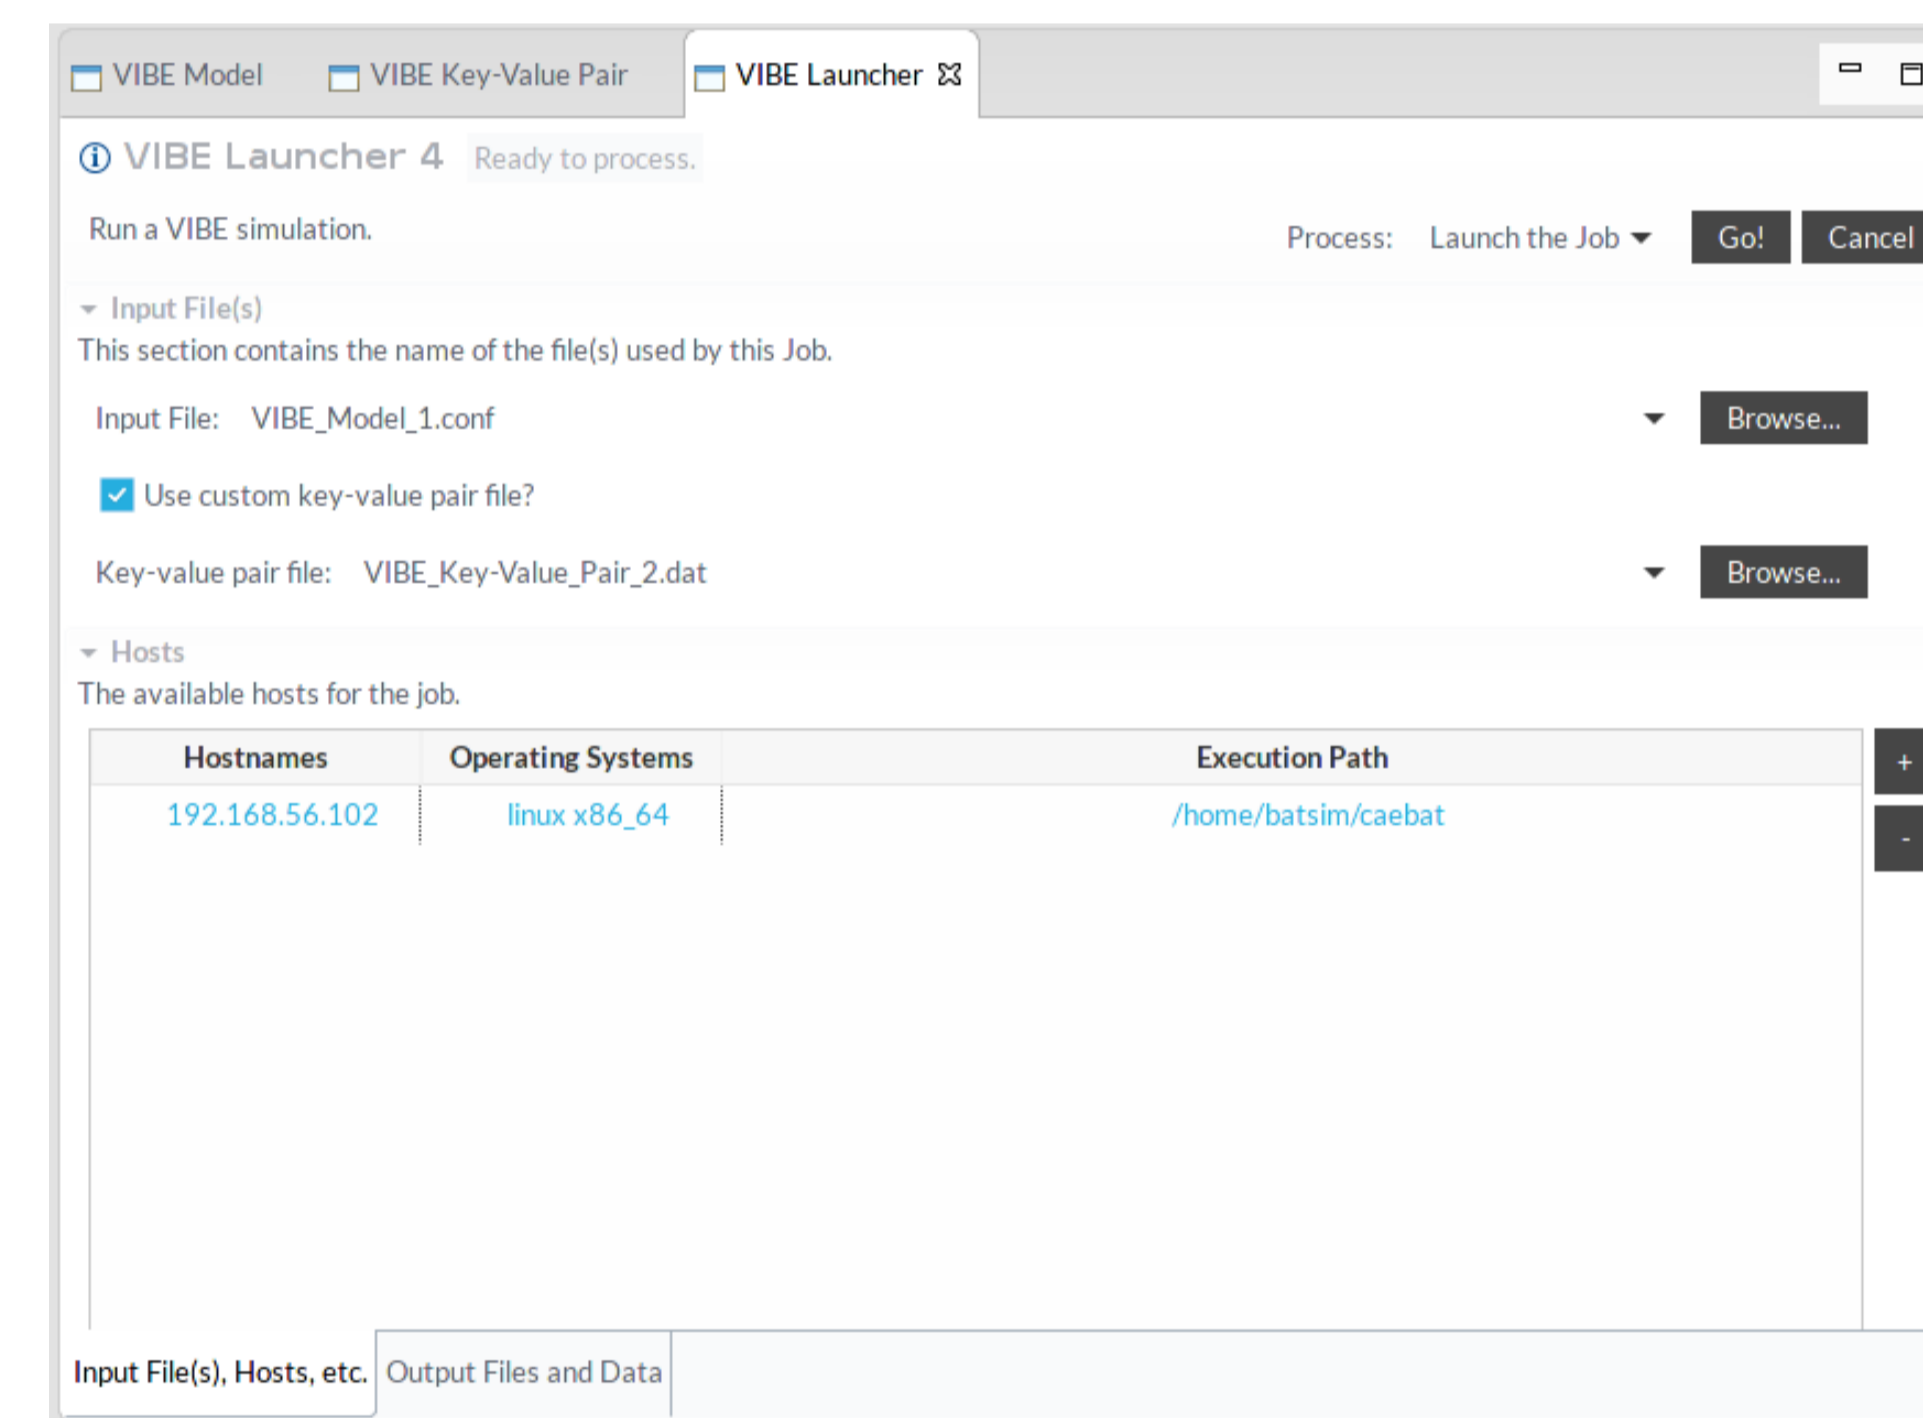 VIBE Model VIBE Key-Value Pair VIBE Launcher
VIBE Launcher 4 Ready to process.
Run a VIBE simulation. Process: Launch the Job Go! Cancel
Input File(s)
This section contains the name of the file(s) used by this Job.
Input File: VIBE_Model_1.conf Browse...
Use custom key-value pair file?
Key-value pair file: VIBE_Key-Value_Pair_2.dat Browse...
Hosts
The available hosts for the job.
Hostnames Operating Systems Execution Path +
192.168.56.102 linux x86_64 /home/batsim/caebat
-
Input File(s), Hosts, etc. Output Files and Data